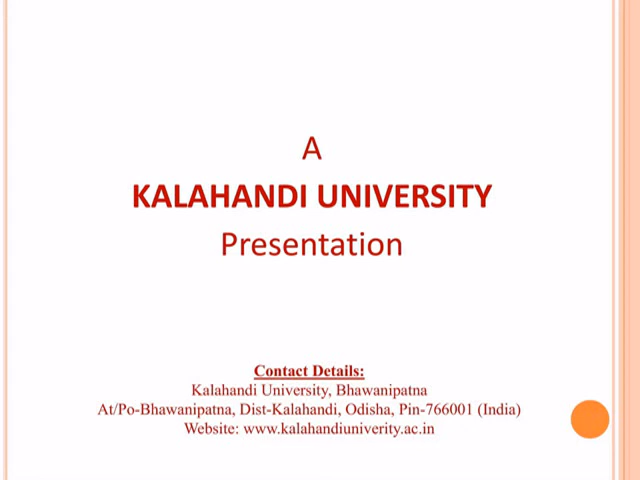 A
KALAHANDI UNIVERSITY
Presentation
Contact Details:
Kalahandi University, Bhawanipatna
At/Po-Bhawanipatna, Dist-Kalahandi, Odisha, Pin-766001 (India)
Website: www.kalahandiuniverity.ac.in